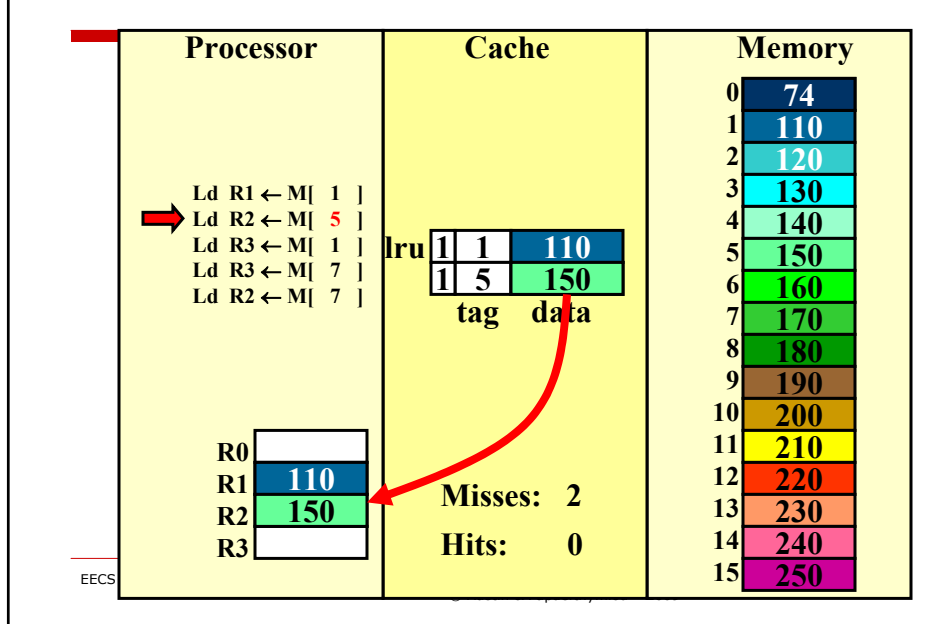 Processor
Ld R1 ← M[ 1 ]
Ld R2 ← M[ 5 ]
Ld R3 ← M[ 1 ]
Ld R3 ← M[ 7 ]
Ld R2 ← M[ 7 ]
R0
R1 110
R2 150
R3
Cache
lru 1 1 110
1 5 150
tag data
Misses: 2
Hits: 0
Memory
0 74
1 110
2 120
3 130
4 140
5 150
6 160
7 170
8 180
9 190
10 200
11 210
12 220
13 230
14 240
15 250
EECS